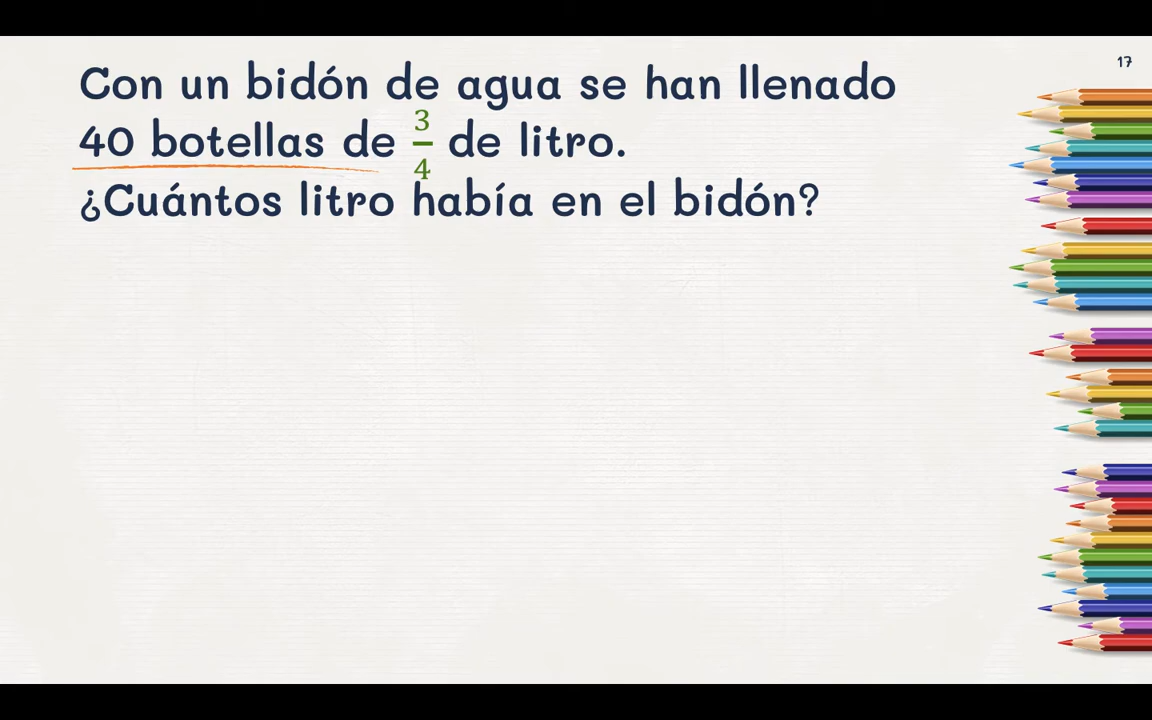 17
Con un bidón de agua se han llenado
40 botellas de 3/4 de litro.
¿Cuántos litro había en el bidón?